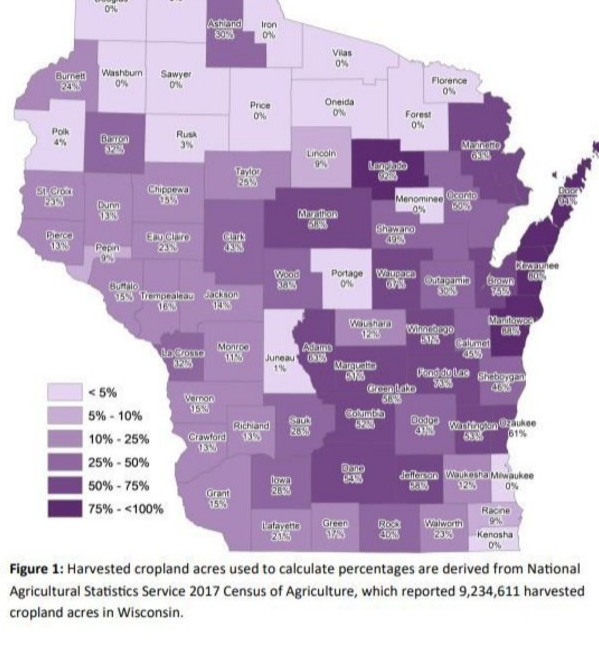 Douglas
0%
Ashland
50%
Iron
0%
Vilas
0%
Burnett
24%
Washburn
0%
Sawyer
0%
Florence
0%
Price
0%
Oneida
0%
Forest
0%
Polk
4%
Barron
32%
Rusk
3%
Marinette
63%
Lincoln
9%
Langlade
92%
Taylor
25%
St. Croix
23%
Dunn
13%
Chippewa
15%
Menominee
0%
Oconto
50%
Door
94%
Marathon
58%
Shawano
49%
Pierce
13%
Pepin
9%
Eau Claire
23%
Clark
43%
Kewaunee
80%
Wood
38%
Portage
0%
Waupaca
67%
Outagamie
30%
Brown
75%
Buffalo
15%
Trempealeau
16%
Jackson
14%
Waushara
12%
Winnebago
51%
Calumet
45%
Manitowoc
88%
La Crosse
32%
Monroe
11%
Juneau
1%
Adams
63%
Marquette
51%
Green Lake
58%
Fond du Lac
73%
Sheboygan
46%
Vernon
15%
Crawford
13%
Richland
13%
Sauk
28%
Columbia
52%
Dodge
47%
Washington
53%
Ozaukee
61%
Grant
15%
Iowa
28%
Dane
54%
Jefferson
58%
Waukesha
12%
Milwaukee
0%
Lafayette
21%
Green
17%
Rock
40%
Walworth
23%
Racine
9%
Kenosha
0%
< 5%
5% - 10%
10% - 25%
25% - 50%
50% - 75%
75% - <100%
Figure 1: Harvested cropland acres used to calculate percentages are derived from National
Agricultural Statistics Service 2017 Census of Agriculture, which reported 9,234,611 harvested
cropland acres in Wisconsin.